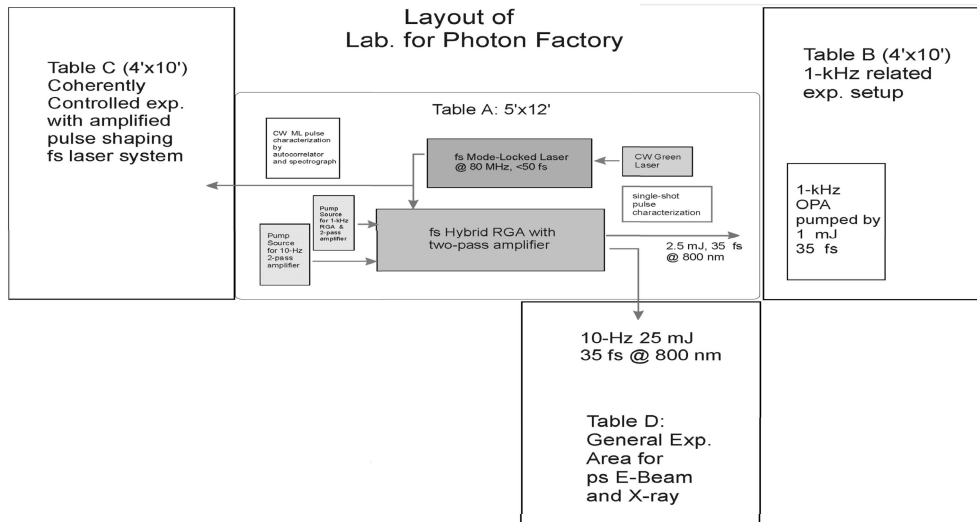 Layout of
Lab. for Photon Factory
Table C (4'x10')
Coherently
Controlled exp.
with amplified
pulse shaping
fs laser system
Table A: 5'x12'
CW ML pulse
characterization
by
autocorrelator
and spectrograph
fs Mode-Locked Laser
@ 80 MHz, <50 fs
CW Green
Laser
single-shot
pulse
characterization
Pump
Source
for 1-kHz
RGA &
2-pass
amplifier
Pump
Source
for 10-Hz
2-pass
amplifier
fs Hybrid RGA with
two-pass amplifier
2.5 mJ, 35 fs
@ 800 nm
Table B (4'x10')
1-kHz related
exp. setup
1-kHz
OPA
pumped by
1 mJ
35 fs
10-Hz 25 mJ
35 fs @ 800 nm
Table D:
General Exp.
Area for
ps E-Beam
and X-ray